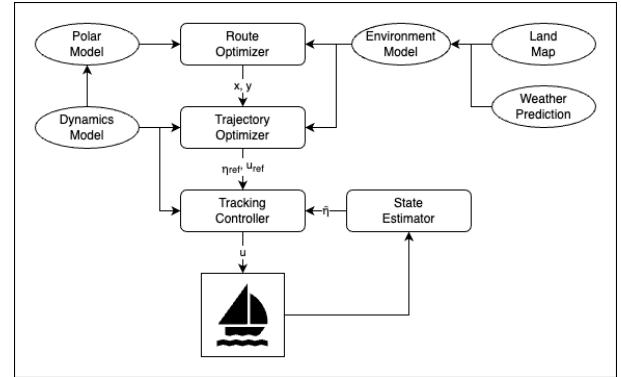 Polar
Model
Route
Optimizer
Environment
Model
Land
Map
x, y
Weather
Prediction
Dynamics
Model
Trajectory
Optimizer
ηref, uref
Tracking
Controller
η̄
State
Estimator
u